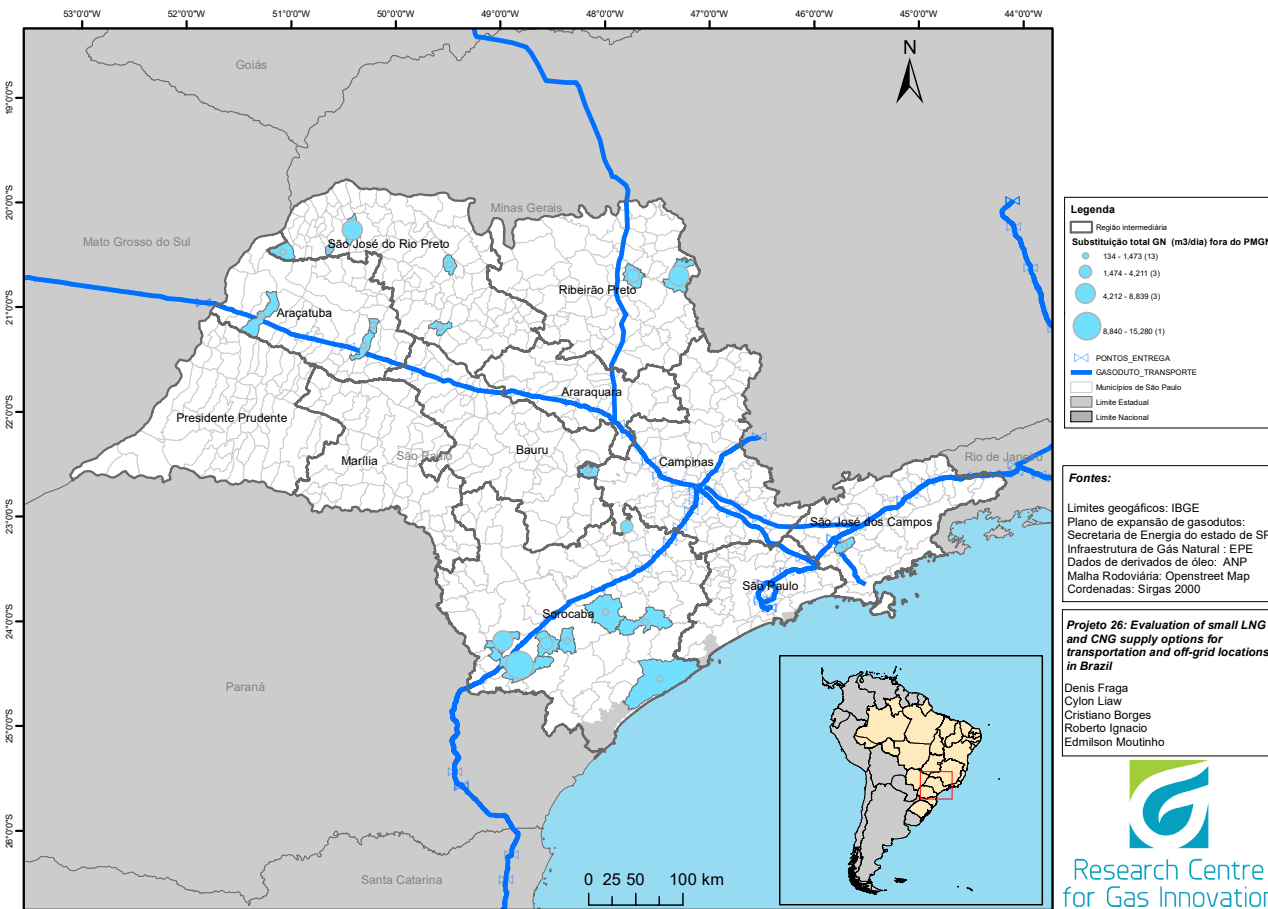 53°0'0"W 52°0'0"W 51°0'0"W 50°0'0"W 49°0'0"W 48°0'0"W 47°0'0"W 46°0'0"W 45°0'0"W 44°0'0"W
19°0'0"S
20°0'0"S
21°0'0"S
22°0'0"S
23°0'0"S
24°0'0"S
25°0'0"S
26°0'0"S
N
Goiás
Minas Gerais
Mato Grosso do Sul
São José do Rio Preto
Ribeirão Preto
Araçatuba
Araraquara
Presidente Prudente
Bauru
Marília
São Paulo
Campinas
Rio de Janeiro
São José dos Campos
São Paulo
Sorocaba
Paraná
Santa Catarina
0 25 50 100 km
Legenda
Região intermediária
Substituição total GN (m3/dia) fora do PMGN
134 - 1,473 (13)
1,474 - 4,211 (3)
4,212 - 8,839 (3)
8,840 - 15,280 (1)
PONTOS_ENTREGA
GASODUTO_TRANSPORTE
Municípios de São Paulo
Limite Estadual
Limite Nacional
Fontes:
Limites geográficos: IBGE
Plano de expansão de gasodutos:
Secretaria de Energia do estado de SP
Infraestrutura de Gás Natural : EPE
Dados de derivados de óleo: ANP
Malha Rodoviária: Openstreet Map
Cordenadas: Sirgas 2000
Projeto 26: Evaluation of small LNG
and CNG supply options for
transportation and off-grid locations
in Brazil
Denis Fraga
Cylon Liaw
Cristiano Borges
Roberto Ignacio
Edmilson Moutinho
Research Centre
for Gas Innovation